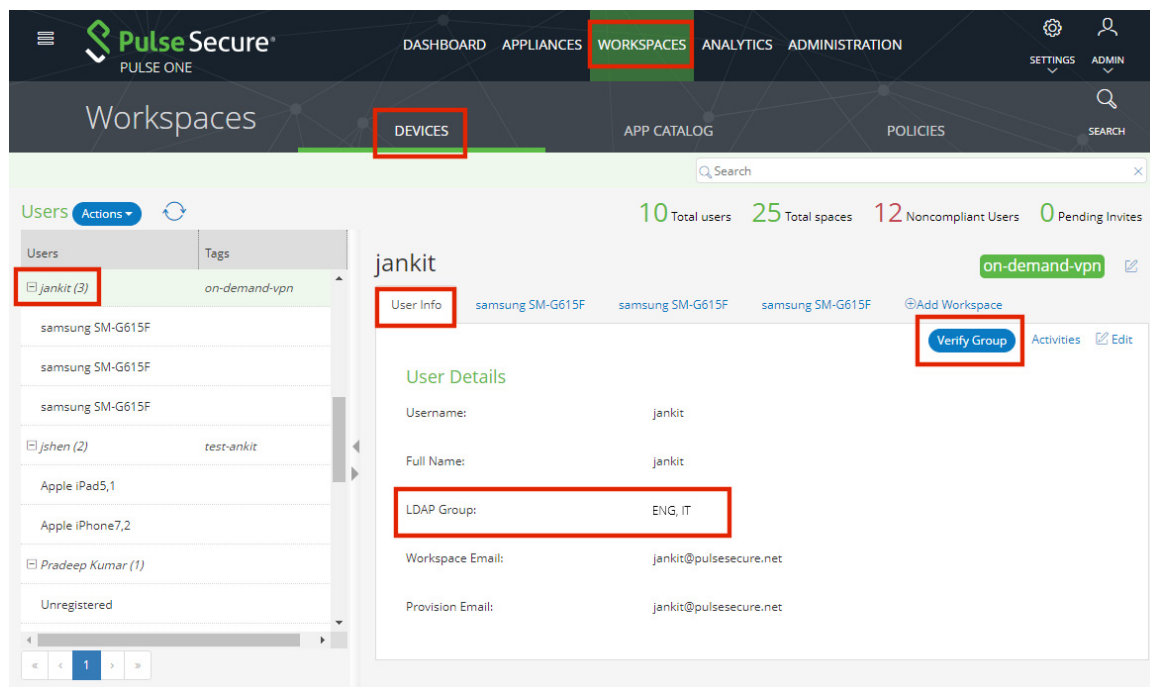 Pulse Secure
PULSE ONE
DASHBOARD APPLIANCES WORKSPACES ANALYTICS ADMINISTRATION
SETTINGS ADMIN
Workspaces
DEVICES APP CATALOG POLICIES
SEARCH
Search
Users Actions 10 Total users 25 Total spaces 12 Noncompliant Users 0 Pending Invites
Users Tags
jankit (3) on-demand-vpn
samsung SM-G615F
samsung SM-G615F
samsung SM-G615F
jshen (2) test-ankit
Apple iPad5,1
Apple iPhone7,2
Pradeep Kumar (1)
Unregistered
« ‹ 1 › »
jankit on-demand-vpn
User Info samsung SM-G615F samsung SM-G615F samsung SM-G615F Add Workspace
Verify Group Activities Edit
User Details
Username: jankit
Full Name: jankit
LDAP Group: ENG, IT
Workspace Email: jankit@pulsesecure.net
Provision Email: jankit@pulsesecure.net